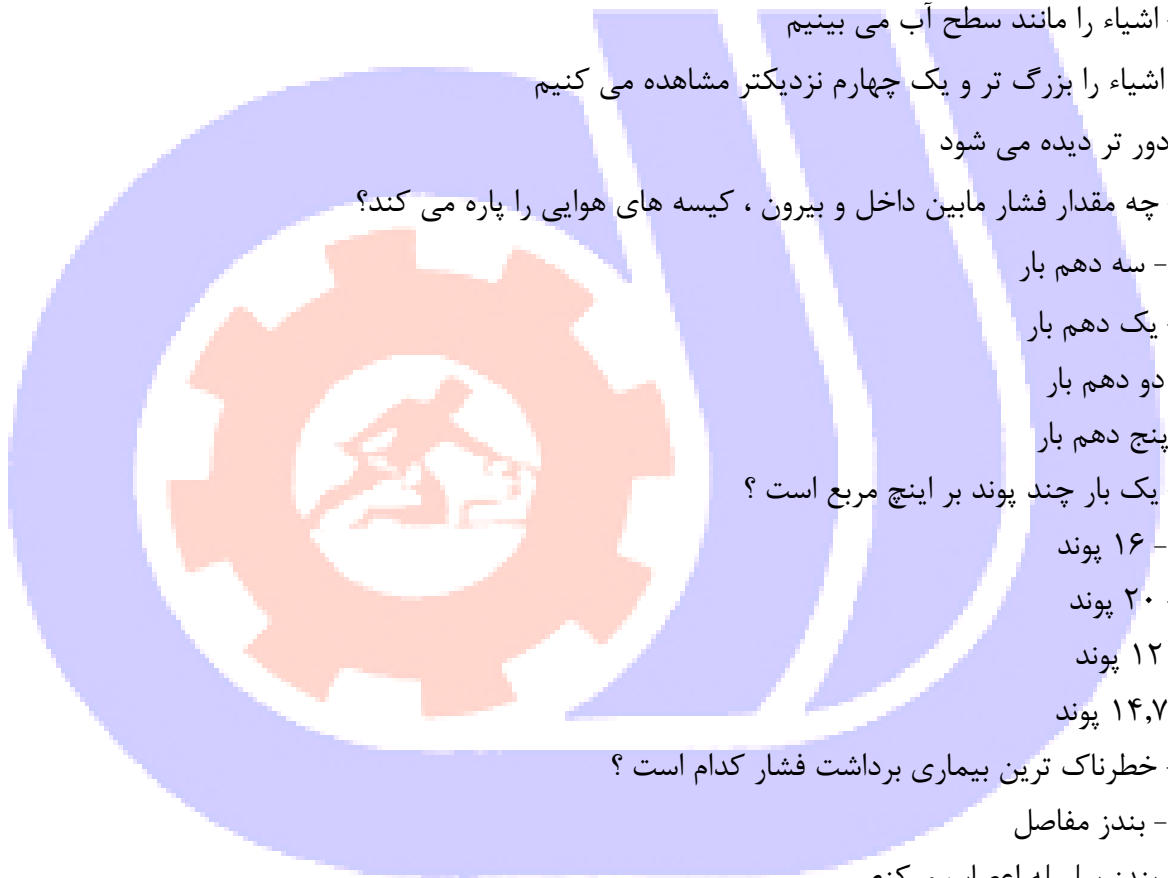 اشیاء را مانند سطح آب می بینیم
اشیاء را بزرگ تر و یک چهارم نزدیکتر مشاهده می کنیم
دور تر دیده می شود
چه مقدار فشار مابین داخل و بیرون ، کیسه های هوایی را پاره می کند؟
- سه دهم بار
- یک دهم بار
دو دهم بار
پنج دهم بار
یک بار چند پوند بر اینچ مربع است ؟
- ۱۶ پوند
- ۲۰ پوند
۱۲ پوند
۱۴,۷ پوند
- خطرناک ترین بیماری برداشت فشار کدام است ؟
- بندز مفاصل